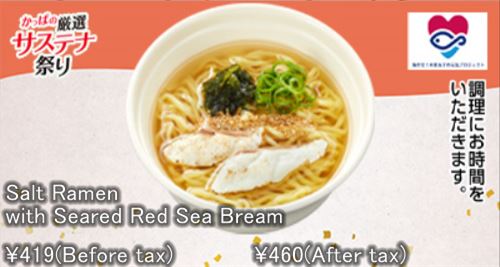 かっぱの厳選
サステナ
祭り
調理にお時間を
いただきます。
Salt Ramen
with Seared Red Sea Bream
¥419(Before tax) ¥460(After tax)